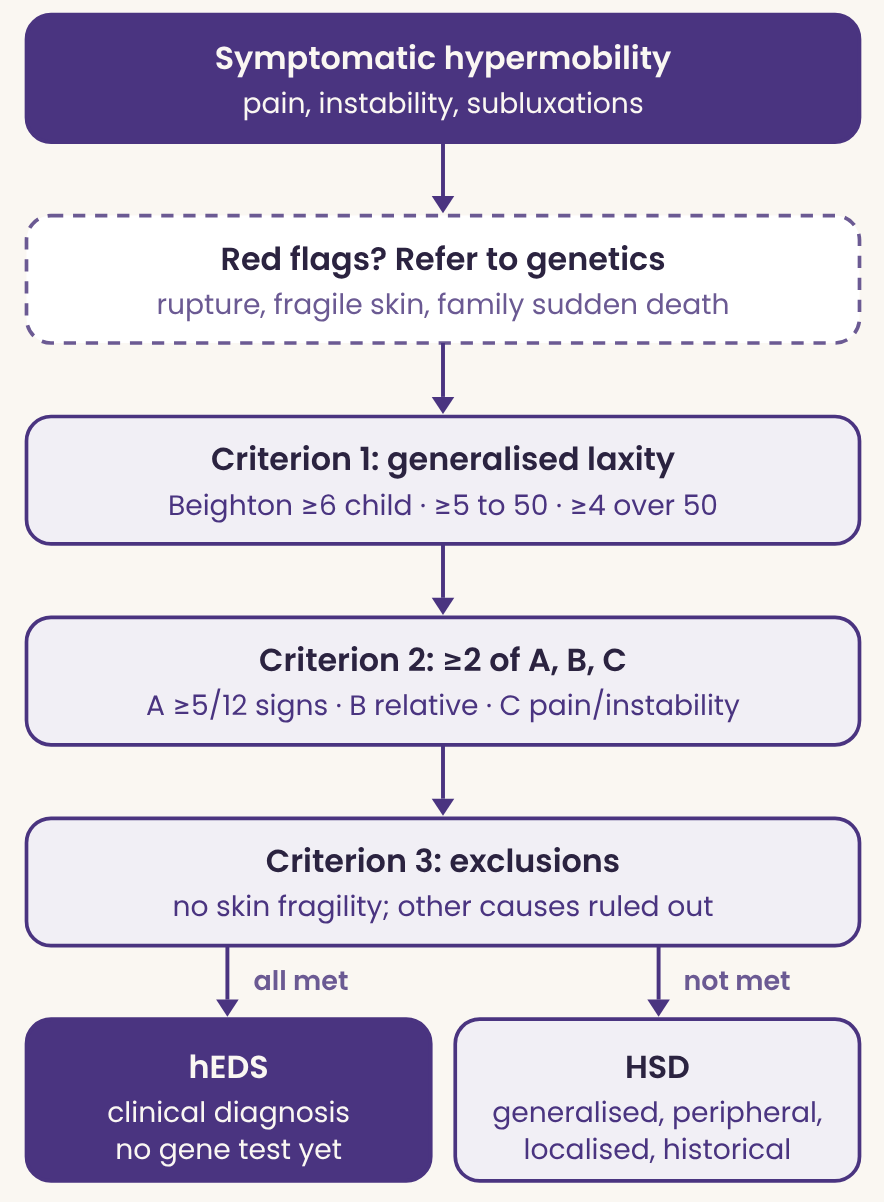 Symptomatic hypermobility
pain, instability, subluxations
Red flags? Refer to genetics
rupture, fragile skin, family sudden death
Criterion 1: generalised laxity
Beighton ≥6 child · ≥5 to 50 · ≥4 over 50
Criterion 2: ≥2 of A, B, C
A ≥5/12 signs · B relative · C pain/instability
Criterion 3: exclusions
no skin fragility; other causes ruled out
all met
not met
hEDS
clinical diagnosis
no gene test yet
HSD
generalised, peripheral,
localised, historical